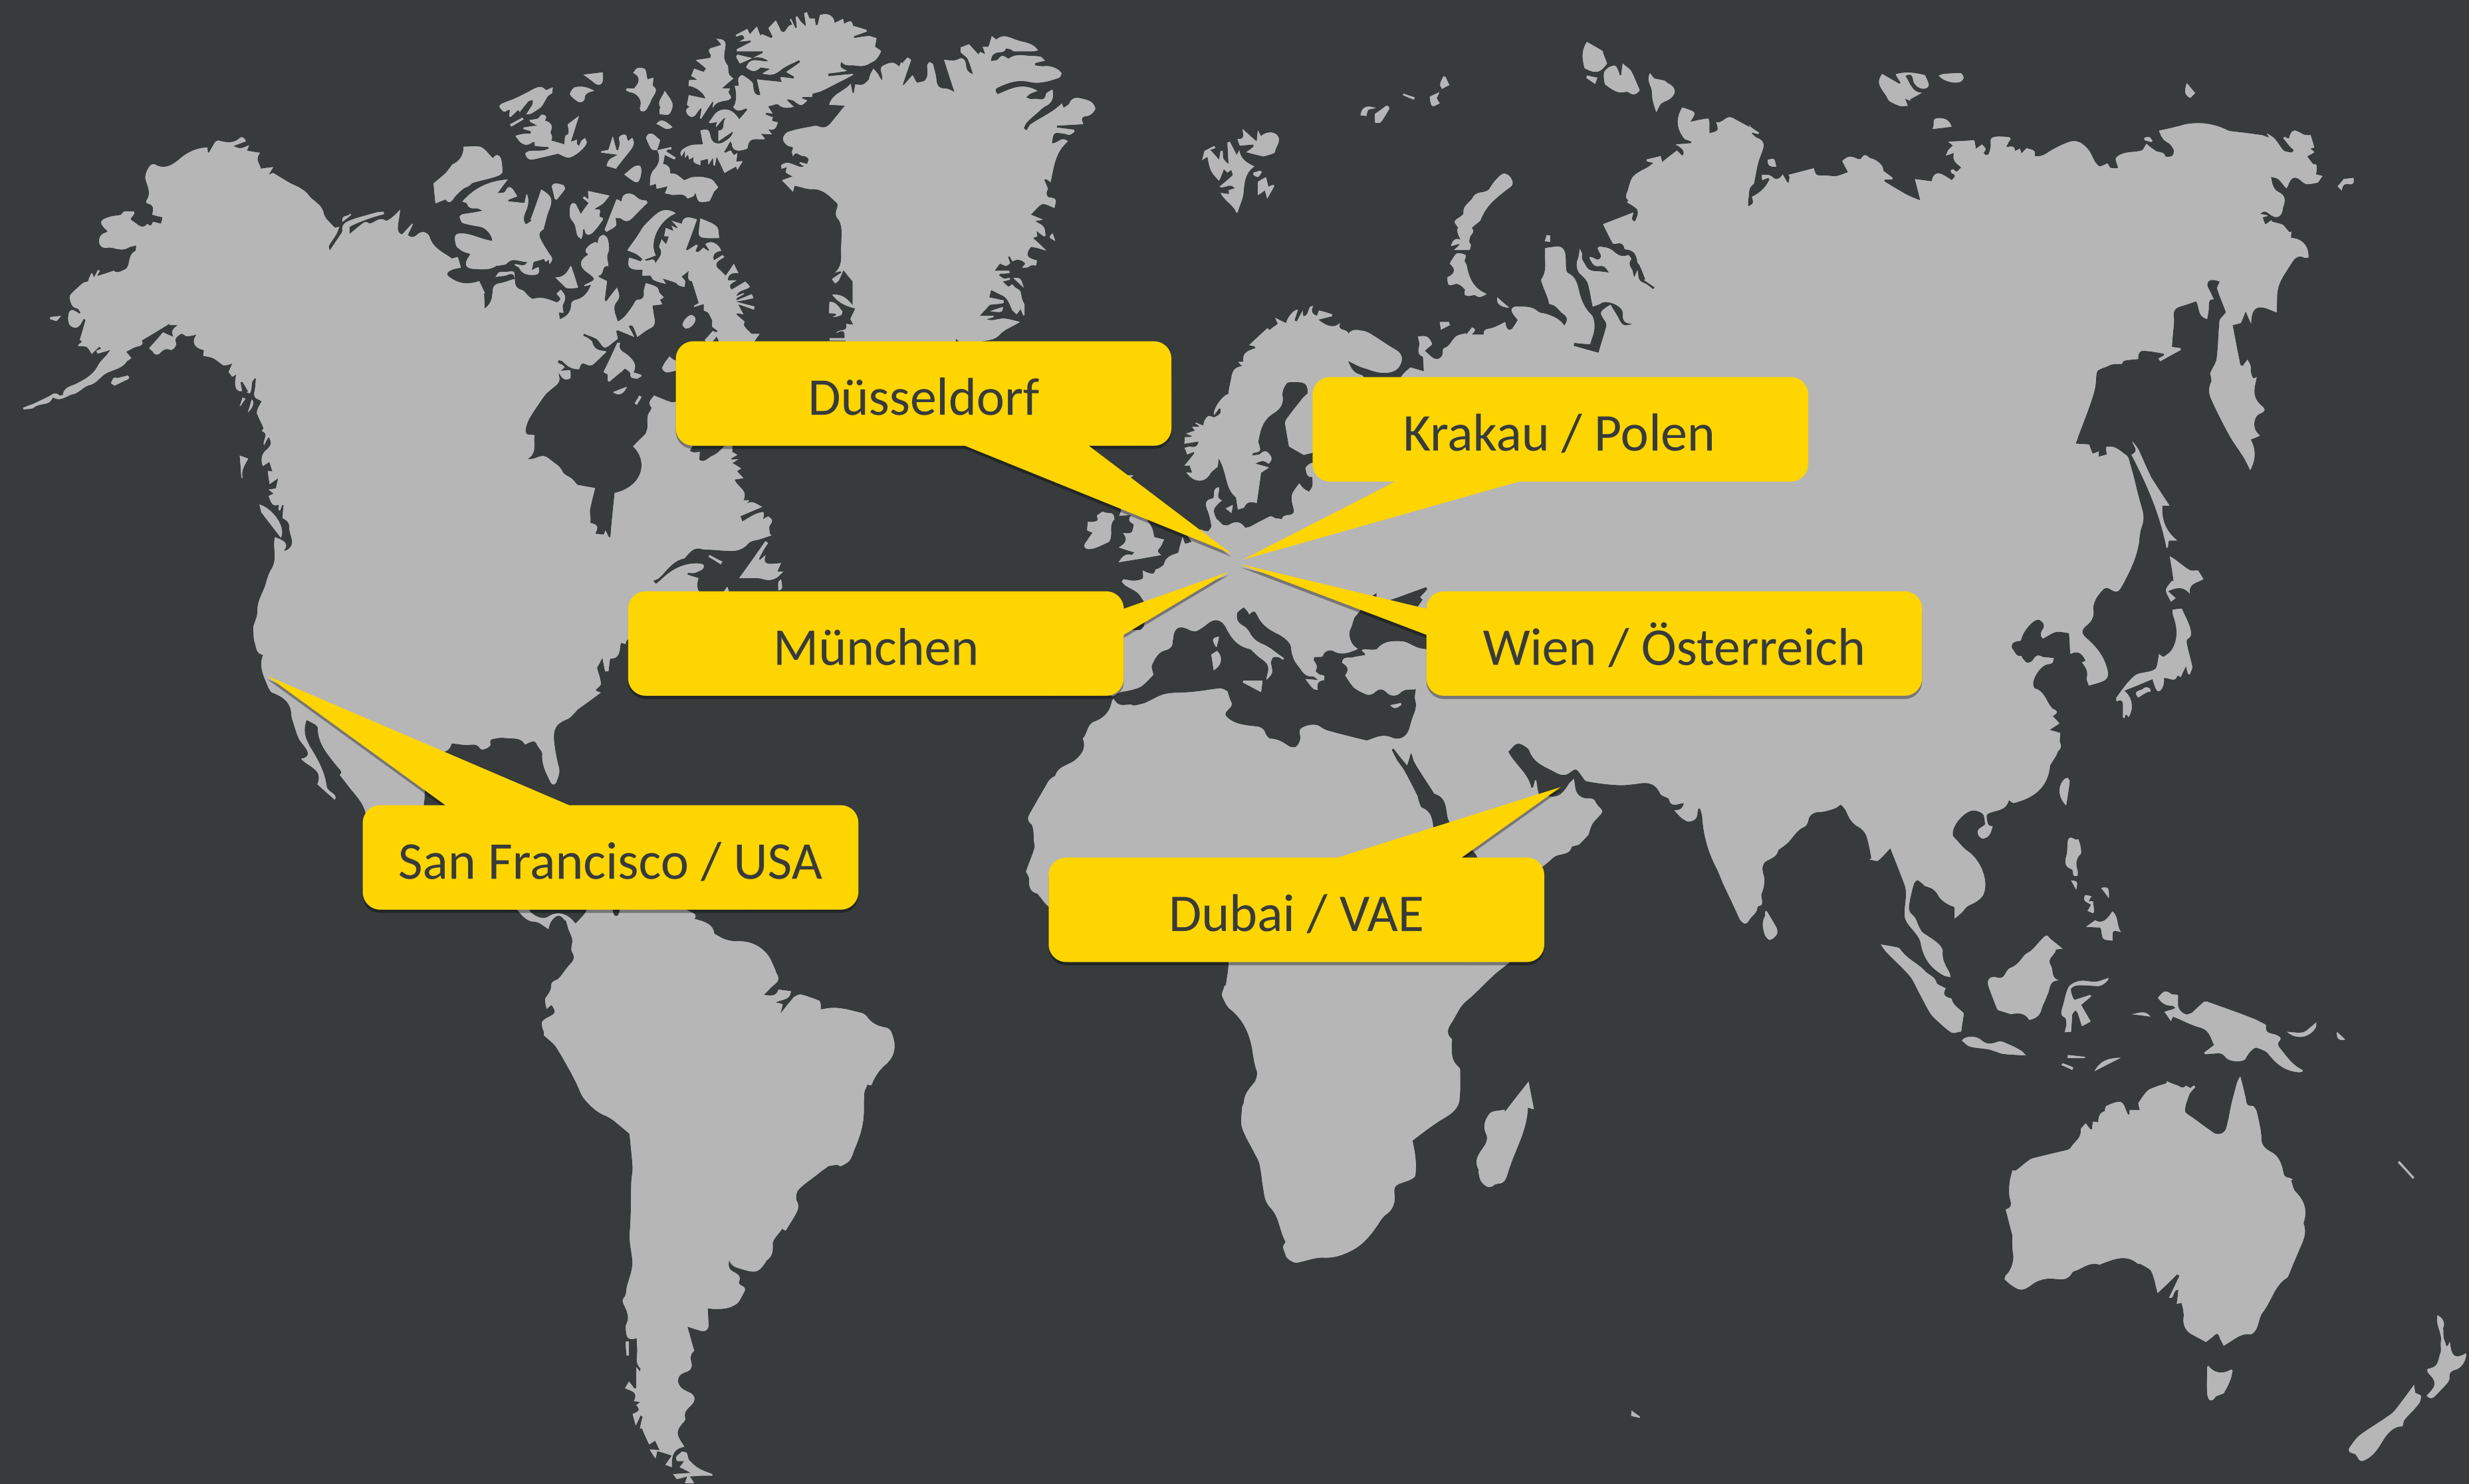 Düsseldorf
Krakau / Polen
München
Wien / Österreich
San Francisco / USA
Dubai / VAE